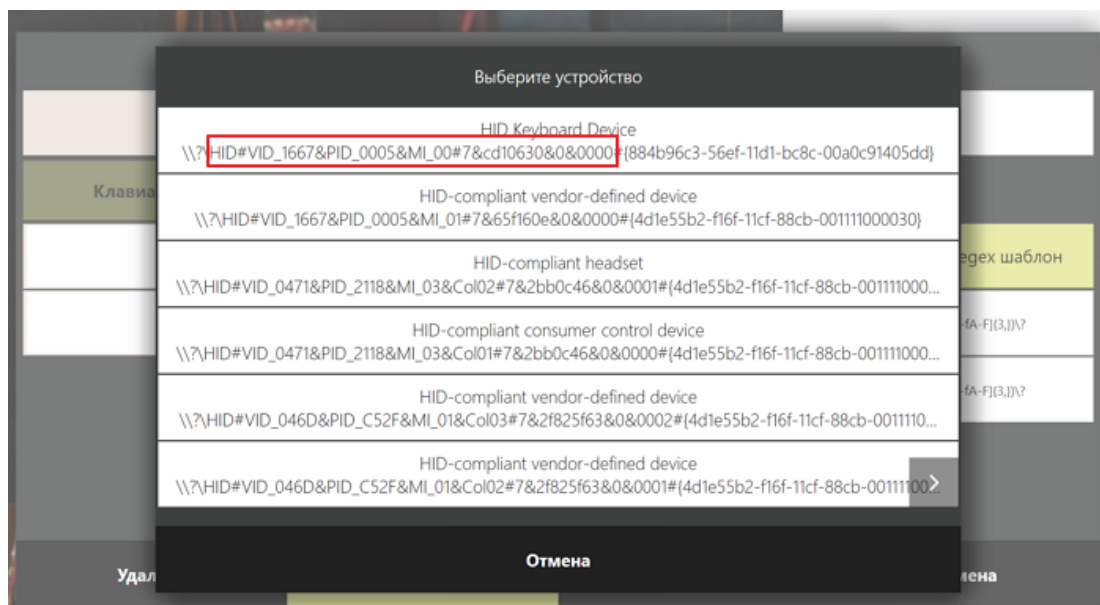 Выберите устройство
HID Keyboard Device
\\?\HID#VID_1667&PID_0005&MI_00#7&cd10630&0&0000#{884b96c3-56ef-11d1-bc8c-00a0c91405dd}
Клавиа
HID-compliant vendor-defined device
\\?\HID#VID_1667&PID_0005&MI_01#7&65f160e&0&0000#{4d1e55b2-f16f-11cf-88cb-001111000030}
HID-compliant headset
\\?\HID#VID_0471&PID_2118&MI_03&Col02#7&2bb0c46&0&0001#{4d1e55b2-f16f-11cf-88cb-001111000...
egex шаблон
HID-compliant consumer control device
\\?\HID#VID_0471&PID_2118&MI_03&Col01#7&2bb0c46&0&0000#{4d1e55b2-f16f-11cf-88cb-001111000...
-fA-F]{3,})\?
HID-compliant vendor-defined device
\\?\HID#VID_046D&PID_C52F&MI_01&Col03#7&2f825f63&0&0002#{4d1e55b2-f16f-11cf-88cb-0011110...
-fA-F]{3,})\?
HID-compliant vendor-defined device
\\?\HID#VID_046D&PID_C52F&MI_01&Col02#7&2f825f63&0&0001#{4d1e55b2-f16f-11cf-88cb-00111100...
Отмена
Удал
мена